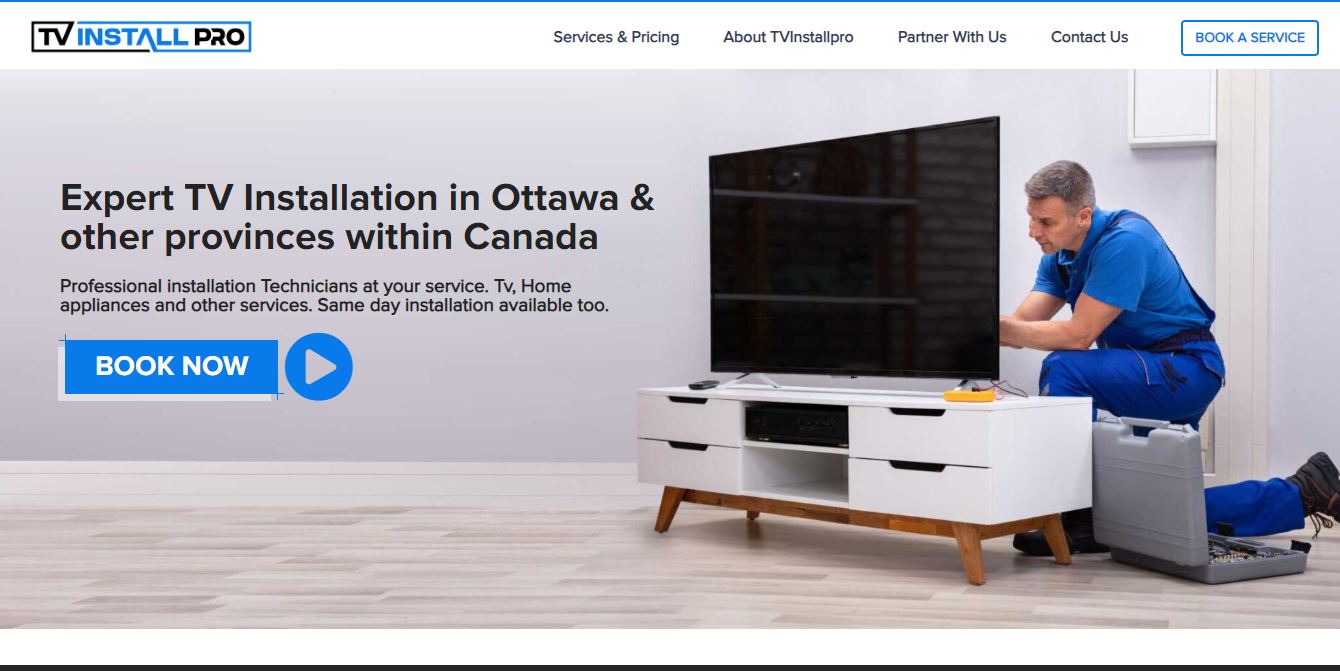 TV INSTALL PRO
Services & Pricing
About TVInstallpro
Partner With Us
Contact Us
BOOK A SERVICE
Expert TV Installation in Ottawa &
other provinces within Canada
Professional installation Technicians at your service. Tv, Home
appliances and other services. Same day installation available too.
BOOK NOW